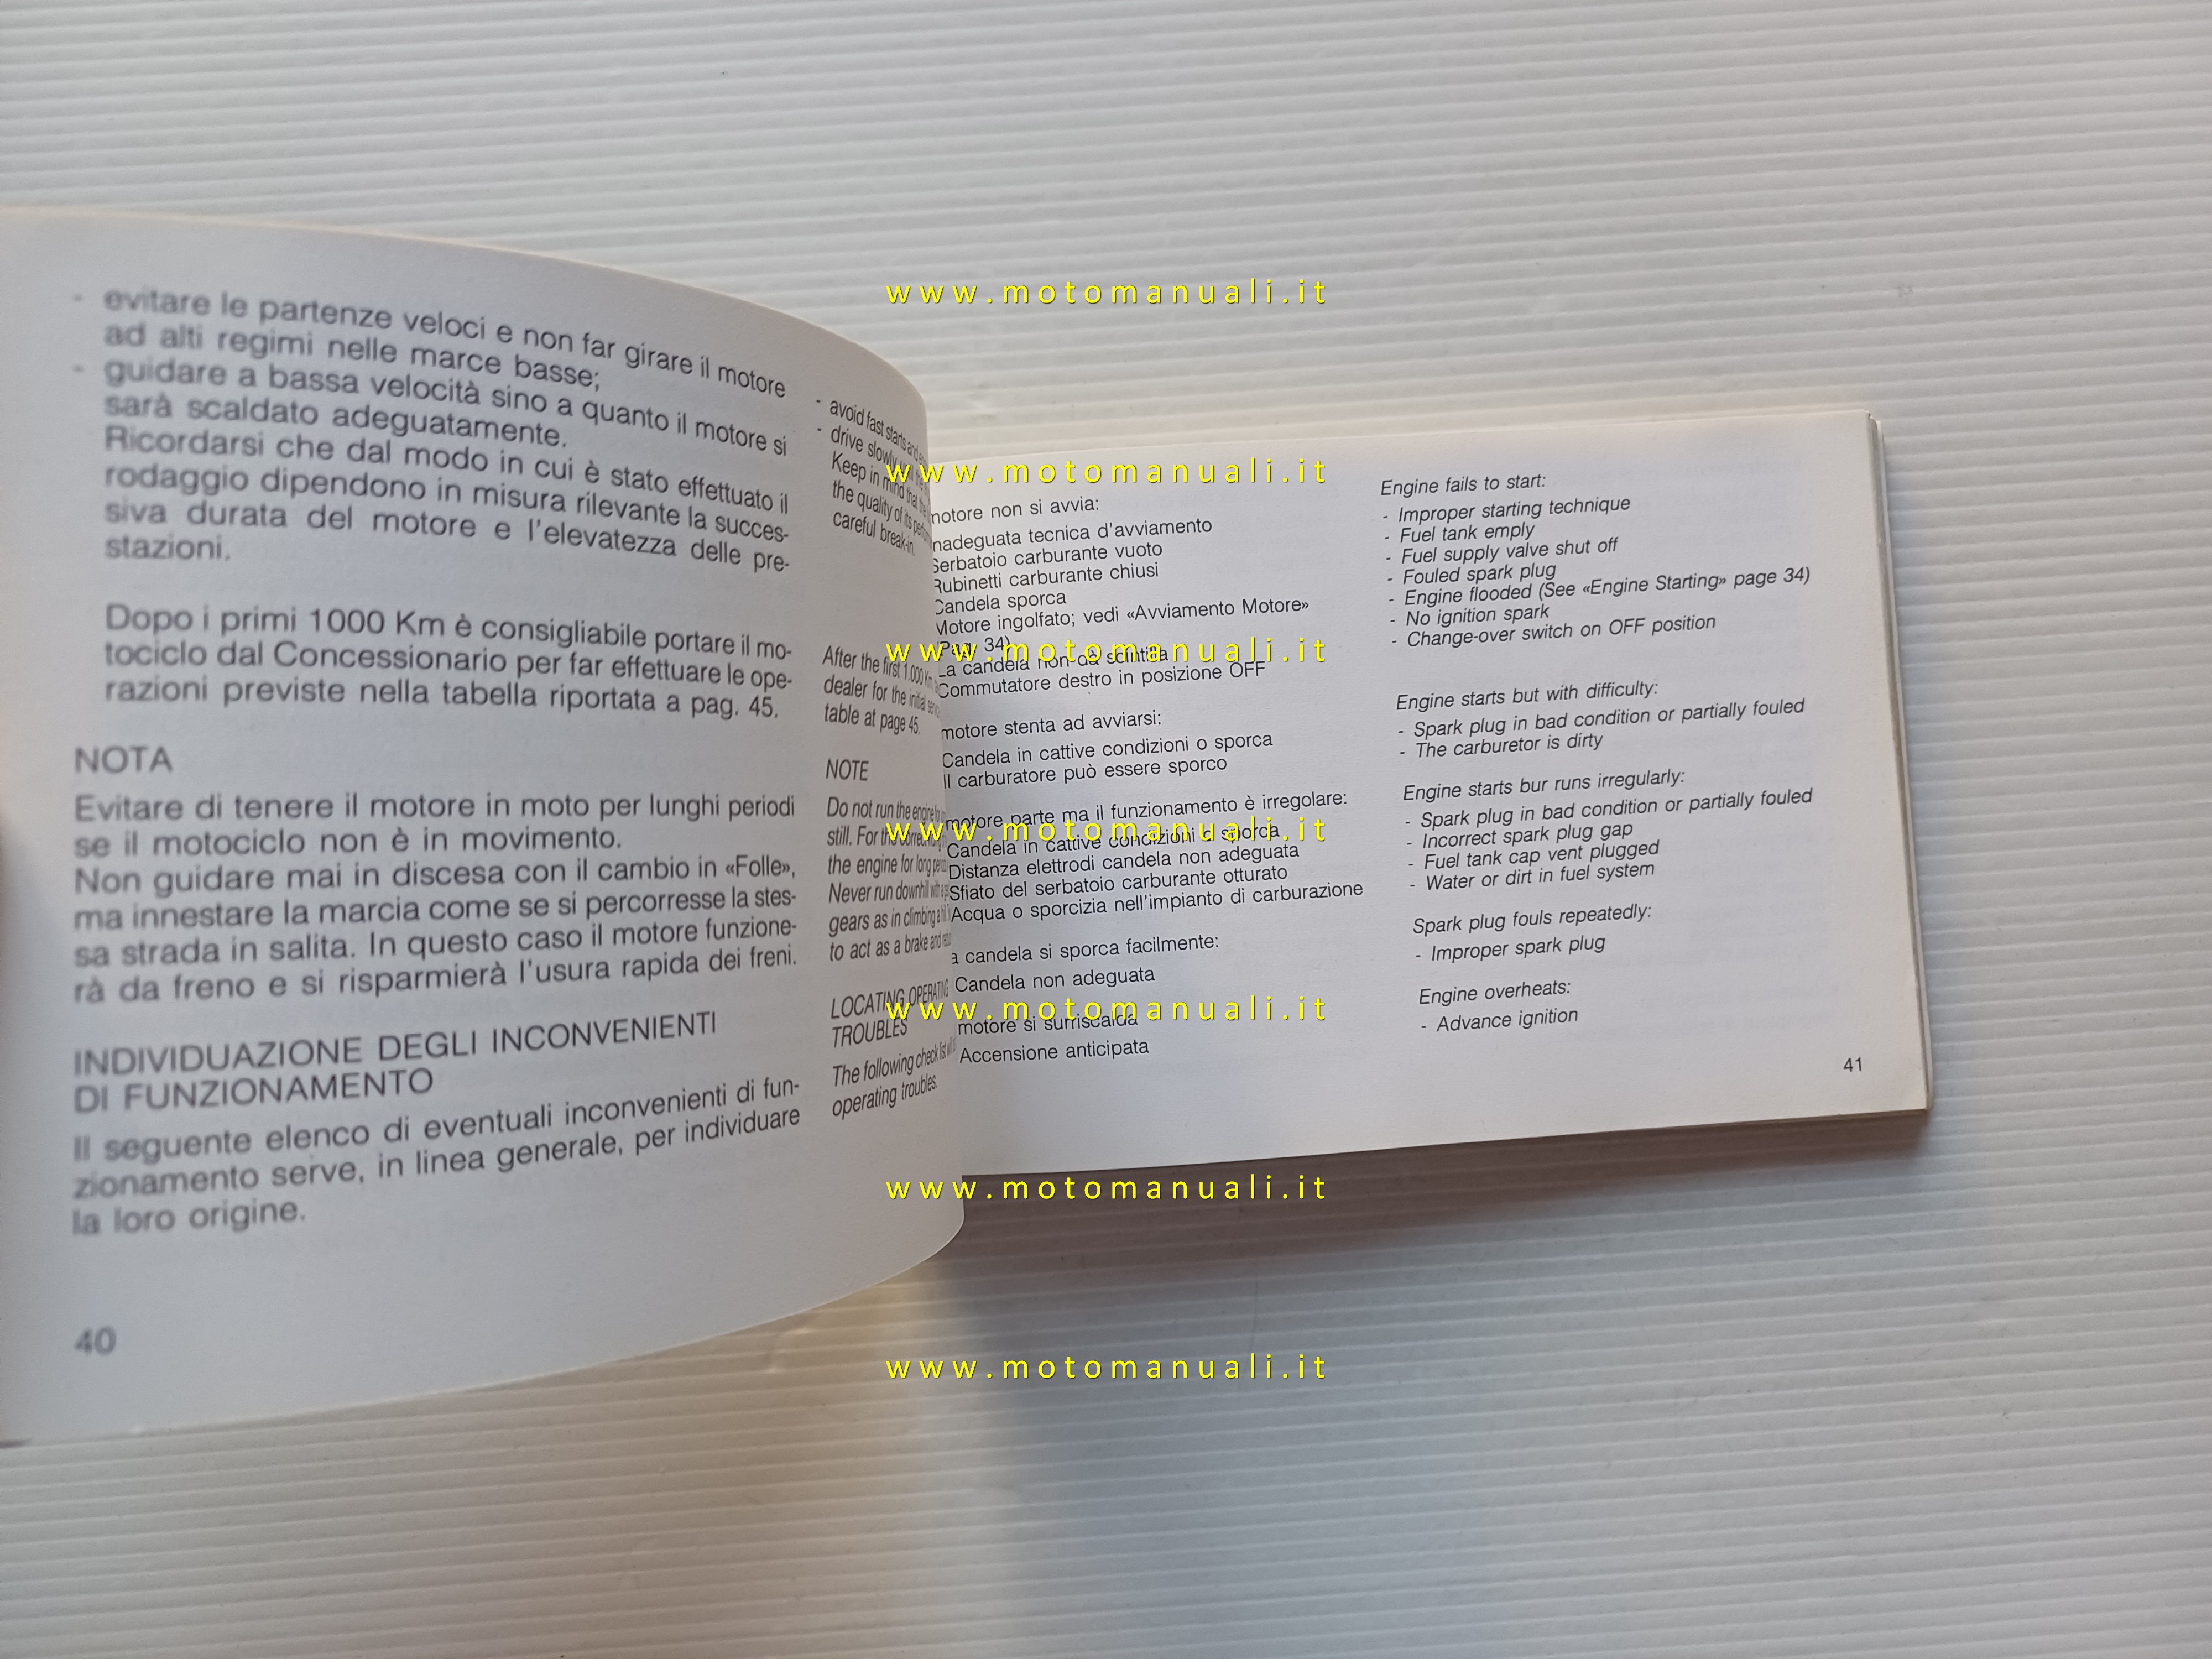 - evitare le partenze veloci e non far girare il motore
ad alti regimi nelle marce basse;
- guidare a bassa velocità sino a quanto il motore si
sarà scaldato adeguatamente.
Ricordarsi che dal modo in cui è stato effettuato il
rodaggio dipendono in misura rilevante la succes-
siva durata del motore e l'elevatezza delle pre-
stazioni.
Dopo i primi 1000 Km è consigliabile portare il mo-
tociclo dal Concessionario per far effettuare le ope-
razioni previste nella tabella riportata a pag. 45.
NOTA
Evitare di tenere il motore in moto per lunghi periodi
se il motociclo non è in movimento.
Non guidare mai in discesa con il cambio in «Folle»,
ma innestare la marcia come se si percorresse la stes-
sa strada in salita. In questo caso il motore funzione-
rà da freno e si risparmierà l'usura rapida dei freni.
INDIVIDUAZIONE DEGLI INCONVENIENTI
DI FUNZIONAMENTO
Il seguente elenco di eventuali inconvenienti di fun-
zionamento serve, in linea generale, per individuare
la loro origine.
40
- avoid fast starts and
- drive slowly
Keep in mind that the
the quality of its
careful break-in.
After the first 1.000 Km
dealer for the initial
table at page 45.
NOTE
Do not run the engine
still. For the correct
the engine for long
Never run downhill with
gears as in climbing a
to act as a brake and
LOCATING OPERATING
TROUBLES
The following check list
operating troubles.
motore non si avvia:
nadeguata tecnica d'avviamento
Serbatoio carburante vuoto
Rubinetti carburante chiusi
Candela sporca
Motore ingolfato; vedi «Avviamento Motore»
34)
La candela non dà scintilla
Commutatore destro in posizione OFF
motore stenta ad avviarsi:
Candela in cattive condizioni o sporca
Il carburatore può essere sporco
motore parte ma il funzionamento è irregolare:
Candela in cattive condizioni o sporca
Distanza elettrodi candela non adeguata
Sfiato del serbatoio carburante otturato
Acqua o sporcizia nell'impianto di carburazione
a candela si sporca facilmente:
Candela non adeguata
motore si surriscalda
Accensione anticipata
Engine fails to start:
- Improper starting technique
- Fuel tank emply
- Fuel supply valve shut off
- Fouled spark plug
- Engine flooded (See «Engine Starting» page 34)
- No ignition spark
- Change-over switch on OFF position
Engine starts but with difficulty:
- Spark plug in bad condition or partially fouled
- The carburetor is dirty
Engine starts bur runs irregularly:
- Spark plug in bad condition or partially fouled
- Incorrect spark plug gap
- Fuel tank cap vent plugged
- Water or dirt in fuel system
Spark plug fouls repeatedly:
- Improper spark plug
Engine overheats:
- Advance ignition
41
www.motomanuali.it
www.motomanuali.it
www.motomanuali.it
www.motomanuali.it
www.motomanuali.it
www.motomanuali.it
www.motomanuali.it